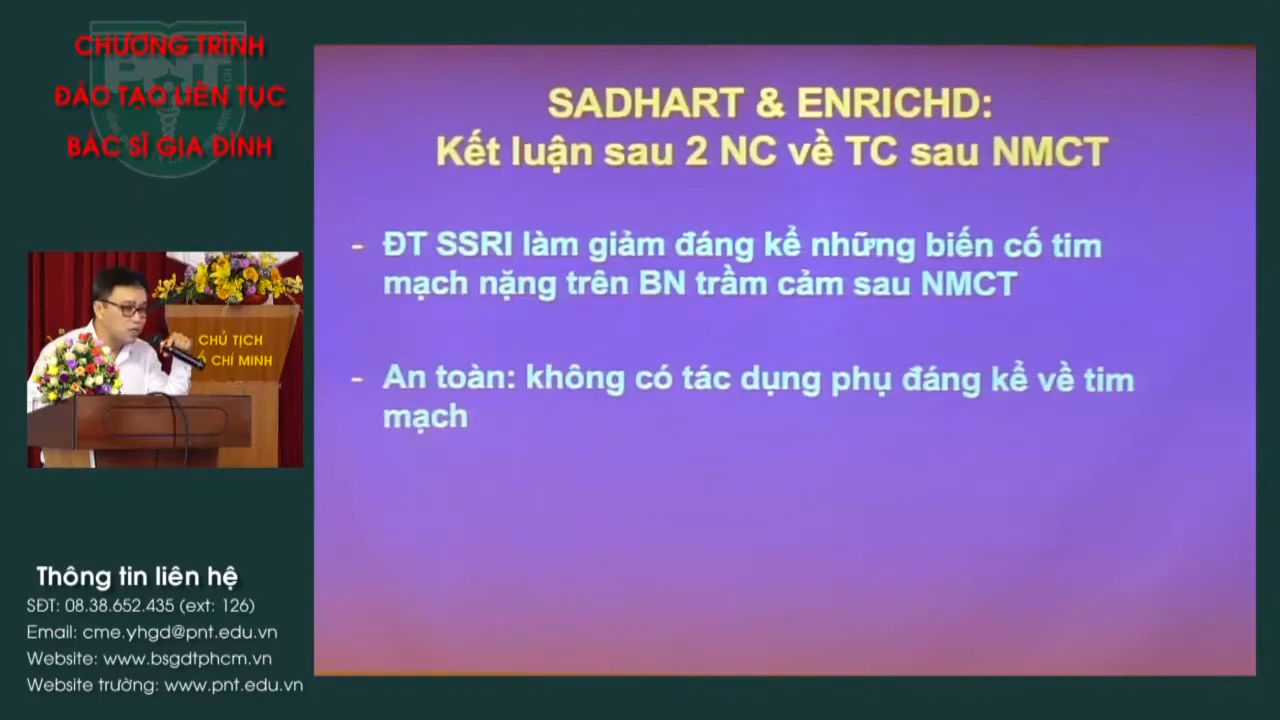 CHƯƠNG TRÌNH
ĐÀO TẠO LIÊN TỤC
BÁC SĨ GIA ĐÌNH
PNT
SADHART & ENRICHD:
Kết luận sau 2 NC về TC sau NMCT
- ĐT SSRI làm giảm đáng kể những biến cố tim
mạch nặng trên BN trầm cảm sau NMCT
- An toàn: không có tác dụng phụ đáng kể về tim
mạch
CHỦ TỊCH
CHÍ MINH
Thông tin liên hệ
SĐT: 08.38.652.435 (ext: 126)
Email: cme.yhgd@pnt.edu.vn
Website: www.bsgdtphcm.vn
Website trường: www.pnt.edu.vn